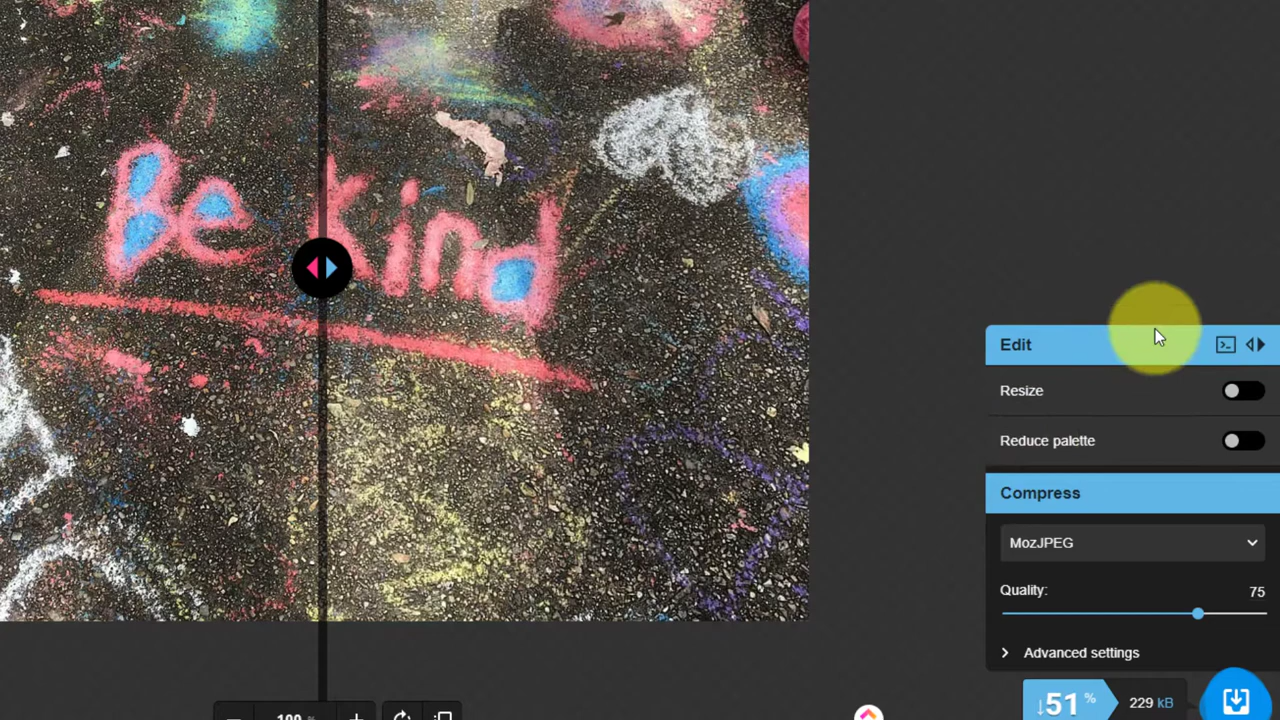 Be kind
Edit
Resize
Reduce palette
Compress
MozJPEG
Quality:
75
Advanced settings
↓51 %
229 kB
100 %